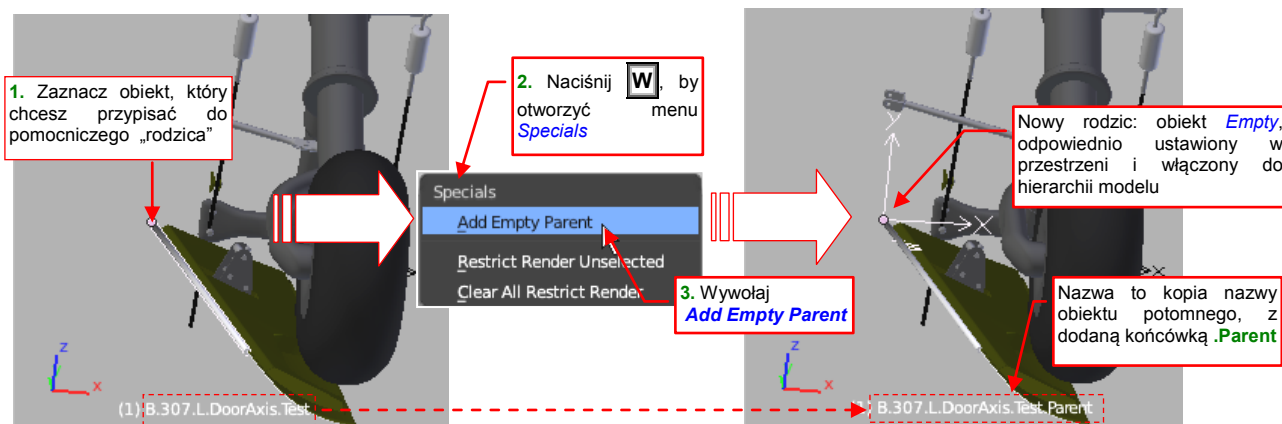 1. Zaznacz obiekt, który
chcesz przypisać do
pomocniczego „rodzica”
2. Naciśnij W, by
otworzyć menu
Specials
Specials
Add Empty Parent
Restrict Render Unselected
Clear All Restrict Render
3. Wywołaj
Add Empty Parent
Nowy rodzic: obiekt Empty,
odpowiednio ustawiony w
przestrzeni i włączony do
hierarchii modelu
Nazwa to kopia nazwy
obiektu potomnego, z
dodaną końcówką .Parent
Y
X
X
z
x
(1) B.307.L.DoorAxis.Test
z
x
(1) B.307.L.DoorAxis.Test.Parent